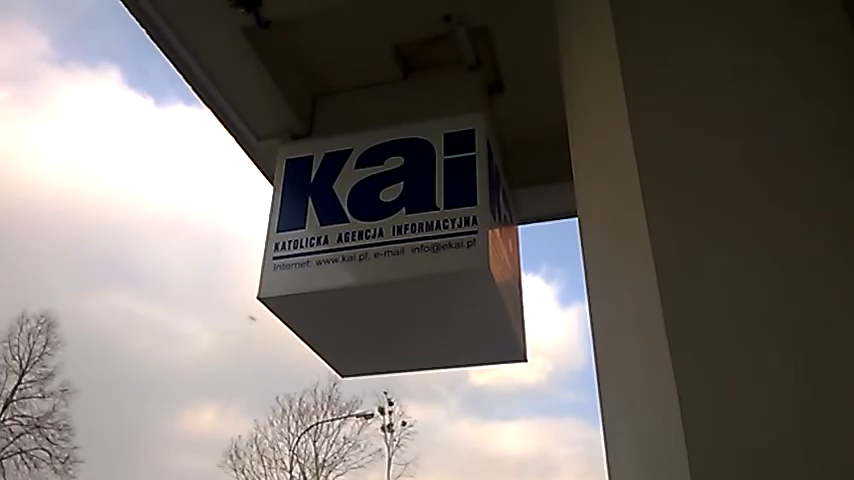 Kai
KATOLICKA AGENCJA INFORMACYJNA
Internet: www.kai.pl, e-mail: info@ekai.pl